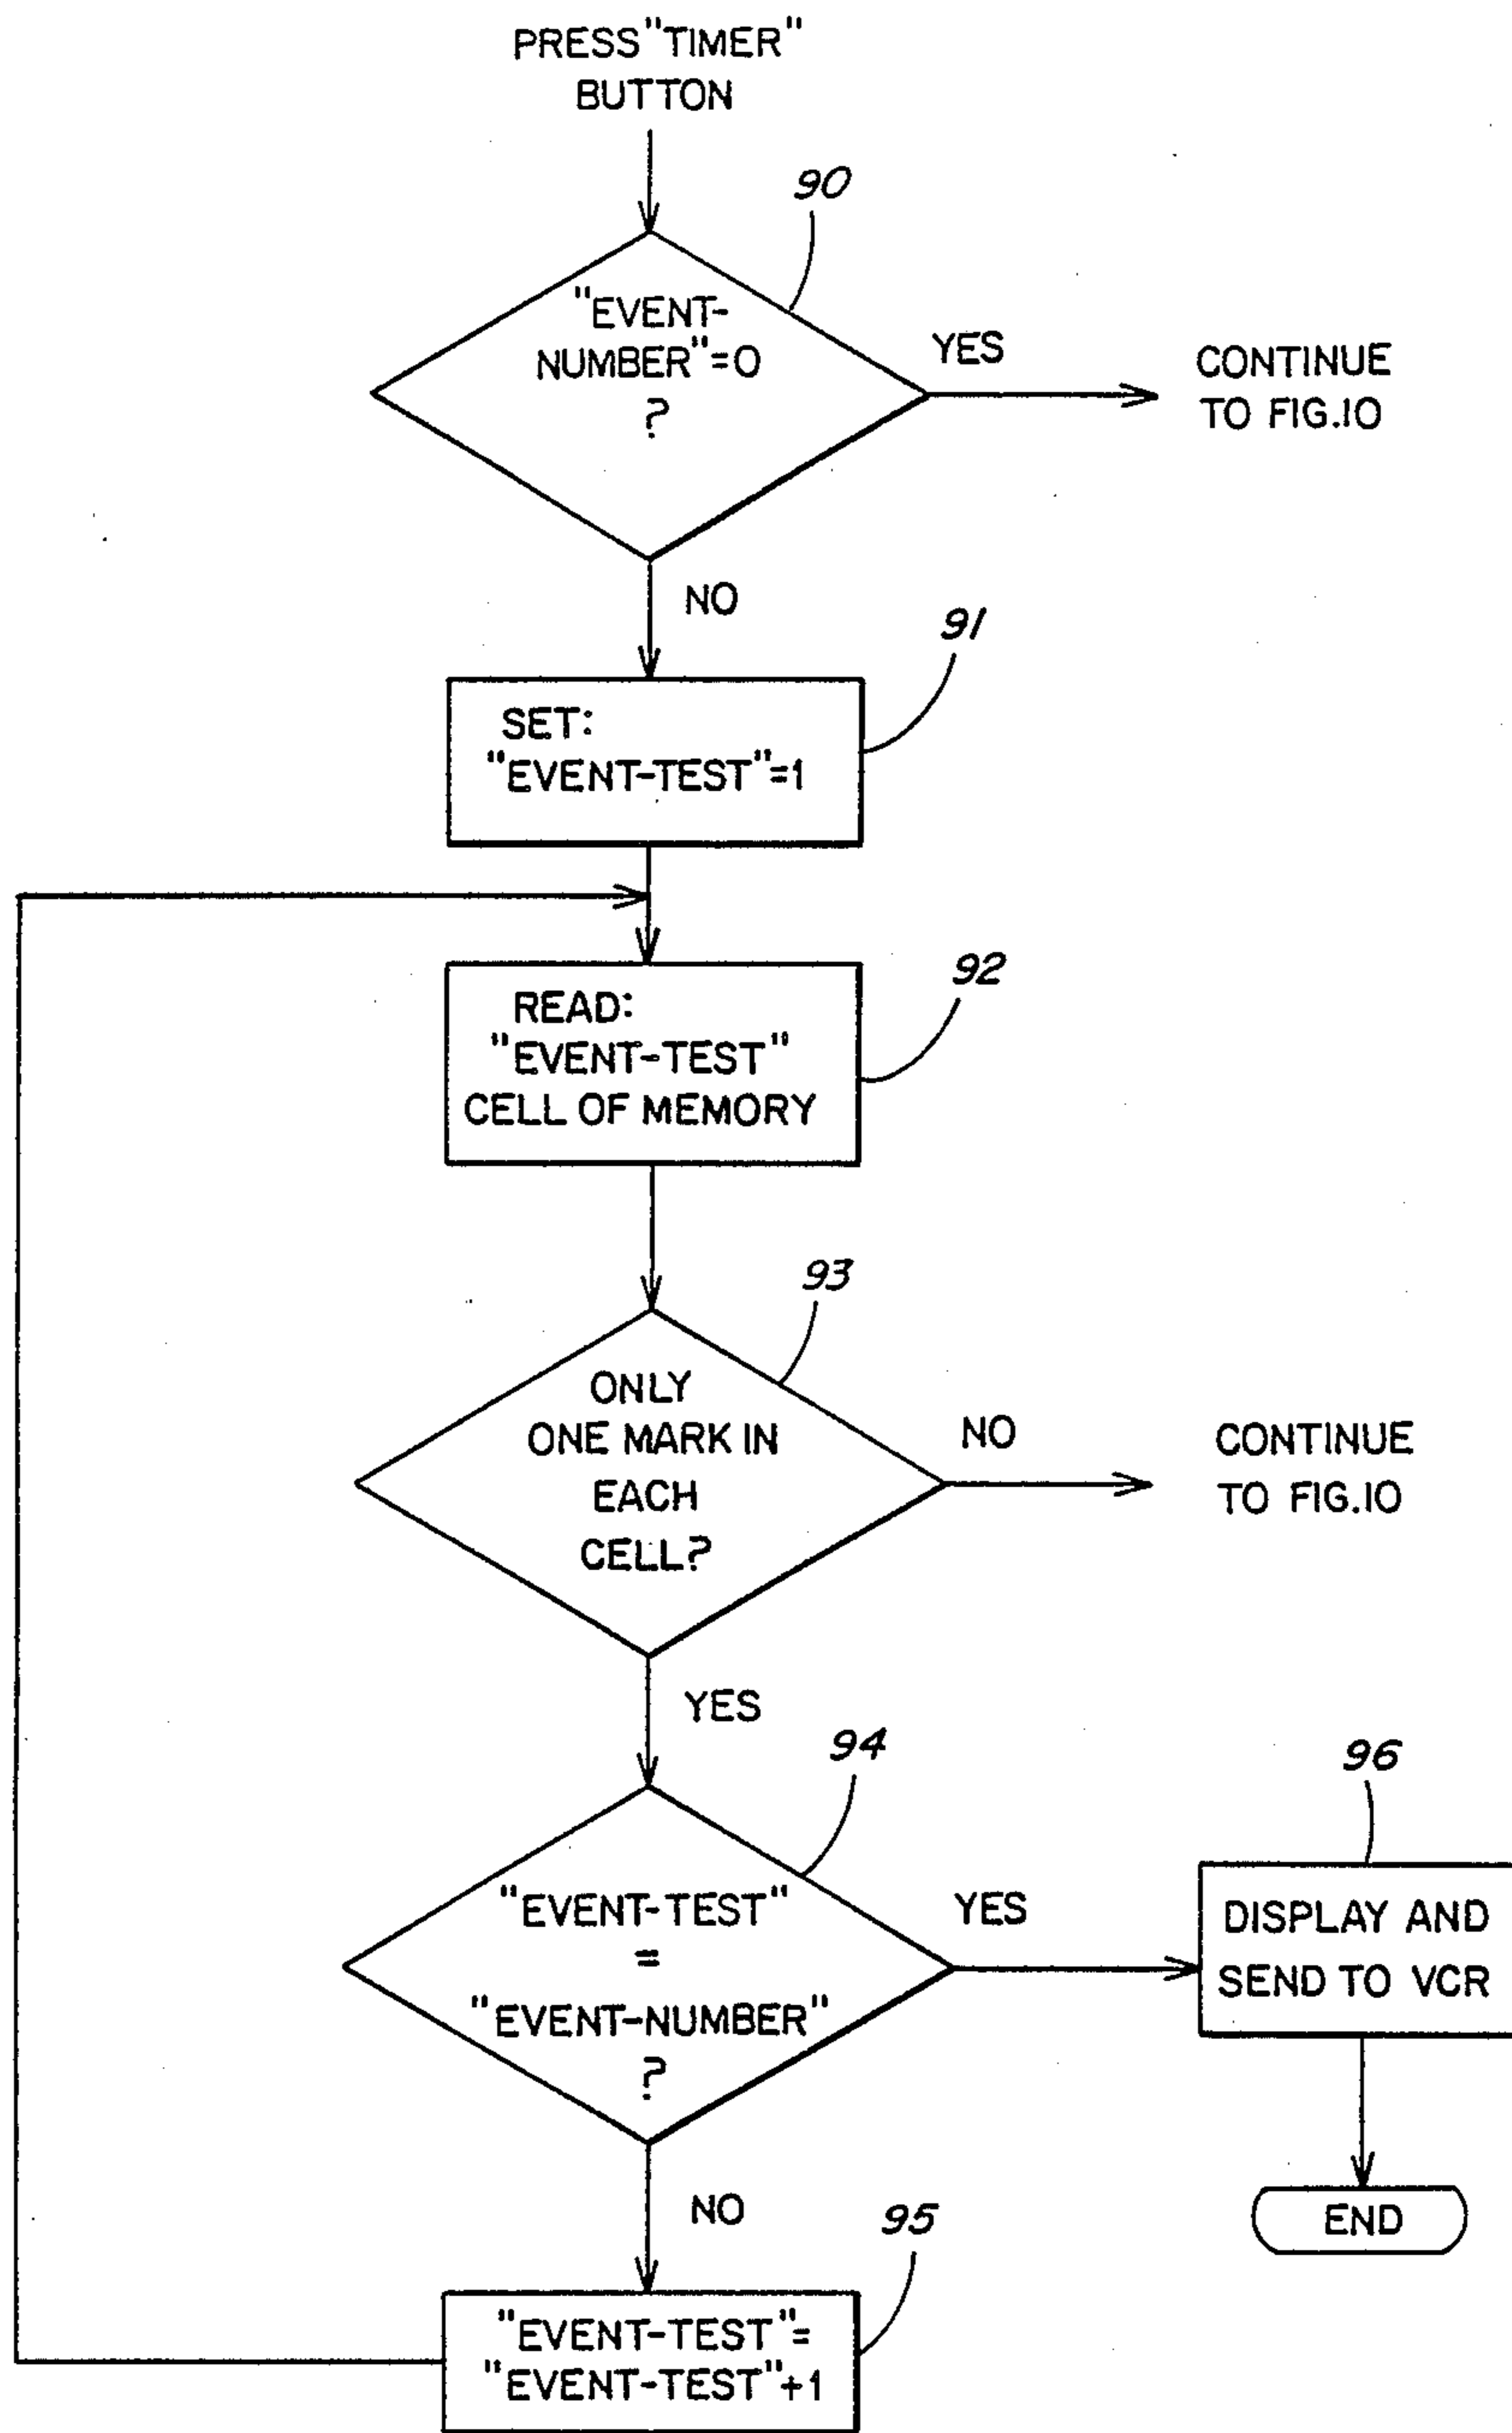 PRESS "TIMER"
BUTTON
90
"EVENT-
NUMBER"=0
?
YES
CONTINUE
TO FIG.10
NO
91
SET:
"EVENT-TEST"=1
92
READ:
"EVENT-TEST"
CELL OF MEMORY
93
ONLY
ONE MARK IN
EACH
CELL?
NO
CONTINUE
TO FIG.10
YES
94
"EVENT-TEST"
=
"EVENT-NUMBER"
?
YES
96
DISPLAY AND
SEND TO VCR
END
NO
95
"EVENT-TEST"=
"EVENT-TEST"+1